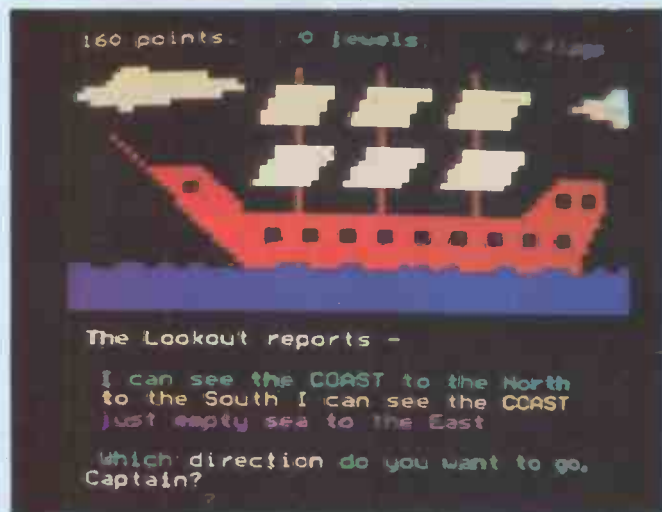 160 points. 0 jewels.
The Lookout reports -
I can see the COAST to the North
to the South I can see the COAST
just empty sea to the East
Which direction do you want to go,
Captain?
?